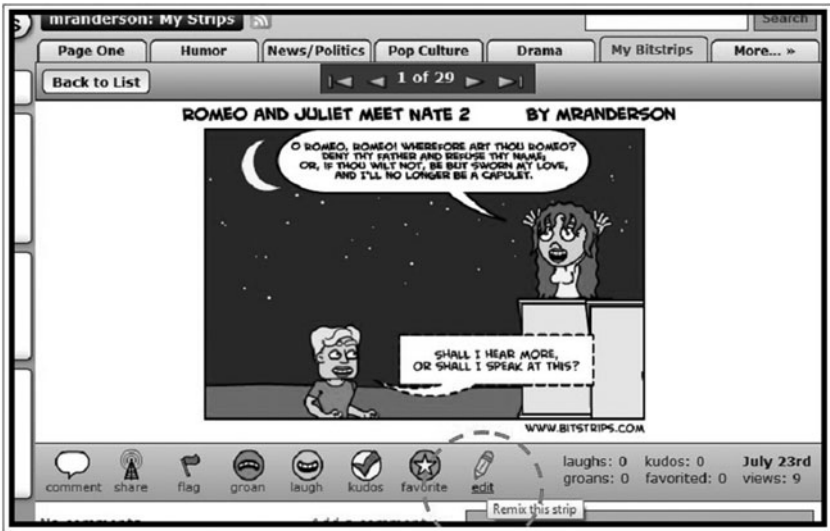 mranderson: My Strips
Search
Page One Humor News/Politics Pop Culture Drama My Bitstrips More... »
Back to List
1 of 29
ROMEO AND JULIET MEET NATE 2 BY MRANDERSON
O ROMEO, ROMEO! WHEREFORE ART THOU ROMEO?
DENY THY FATHER AND REFUSE THY NAME;
OR, IF THOU WILT NOT, BE BUT SWORN MY LOVE,
AND I'LL NO LONGER BE A CAPULET.
SHALL I HEAR MORE,
OR SHALL I SPEAK AT THIS?
WWW.BITSTRIPS.COM
comment share flag groan laugh kudos favorite edit
laughs: 0 kudos: 0 July 23rd
groans: 0 favorited: 0 views: 9
Remix this strip
No comments Add a comment